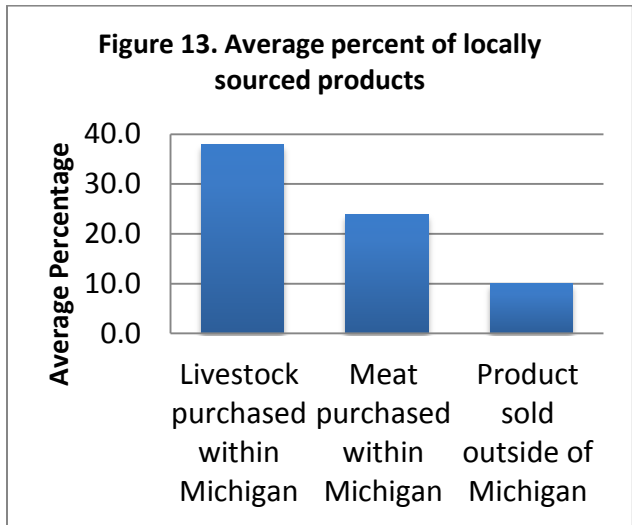 Figure 13. Average percent of locally
sourced products
Average Percentage
40.0
30.0
20.0
10.0
0.0
Livestock
purchased
within
Michigan
Meat
purchased
within
Michigan
Product
sold
outside of
Michigan